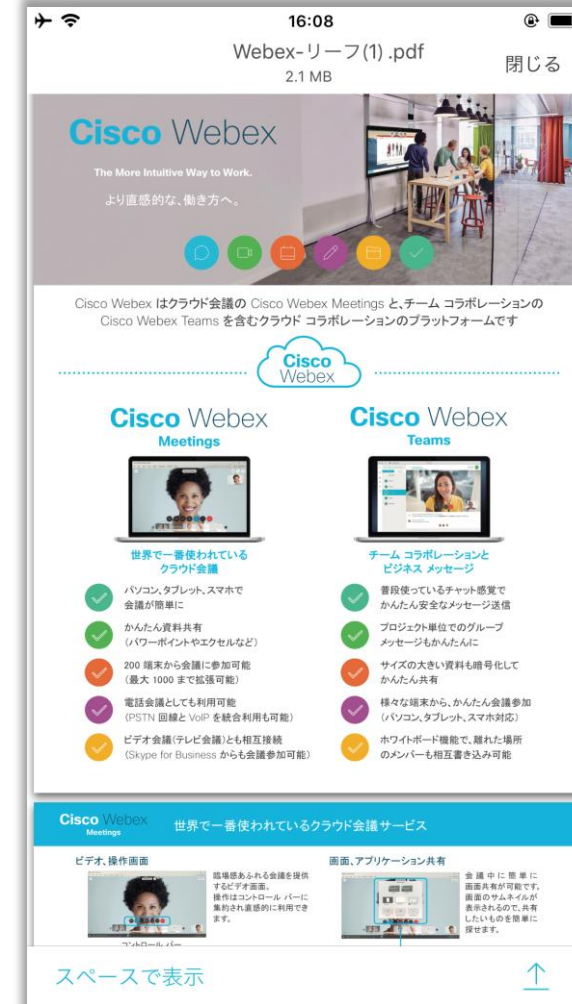 16:08
Webex-リーフ(1) .pdf
2.1 MB
閉じる
Cisco Webex
The More Intuitive Way to Work.
より直感的な、働き方へ。
Cisco Webex はクラウド会議の Cisco Webex Meetings と、チーム コラボレーションの
Cisco Webex Teams を含むクラウド コラボレーションのプラットフォームです
Cisco
Webex
Cisco Webex
Meetings
世界で一番使われている
クラウド会議
パソコン、タブレット、スマホで
会議が簡単に
かんたん資料共有
(パワーポイントやエクセルなど)
200 端末から会議に参加可能
(最大 1000 まで拡張可能)
電話会議としても利用可能
(PSTN 回線と VoIP を統合利用も可能)
ビデオ会議(テレビ会議)とも相互接続
(Skype for Business からも会議参加可能)
Cisco Webex
Teams
チーム コラボレーションと
ビジネス メッセージ
普段使っているチャット感覚で
かんたん安全なメッセージ送信
プロジェクト単位でのグループ
メッセージもかんたんに
サイズの大きい資料も暗号化して
かんたん共有
様々な端末から、かんたん会議参加
(パソコン、タブレット、スマホ対応)
ホワイトボード機能で、離れた場所
のメンバーも相互書き込み可能
Cisco Webex
Meetings
世界で一番使われているクラウド会議サービス
ビデオ、操作画面
臨場感あふれる会議を提供
するビデオ画面。
操作はコントロール バーに
集約され直感的に利用でき
ます。
コントロール バー
画面、アプリケーション共有
会議中に簡単に
画面共有が可能です。
画面のサムネイルが
表示されるので、共有
したいものを簡単に
探せます。
スペースで表示